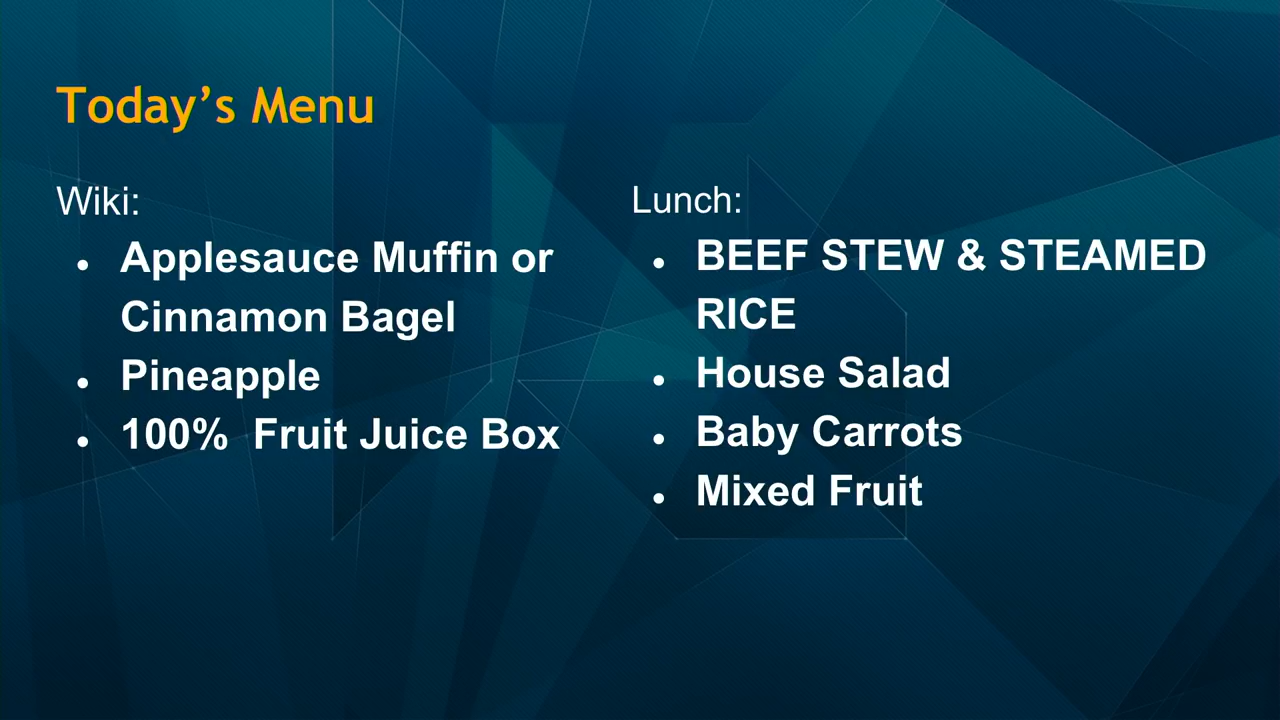 Today’s Menu
Wiki:
Applesauce Muffin or
Cinnamon Bagel
Pineapple
100%  Fruit Juice Box
Lunch:
BEEF STEW & STEAMED
RICE
House Salad
Baby Carrots
Mixed Fruit